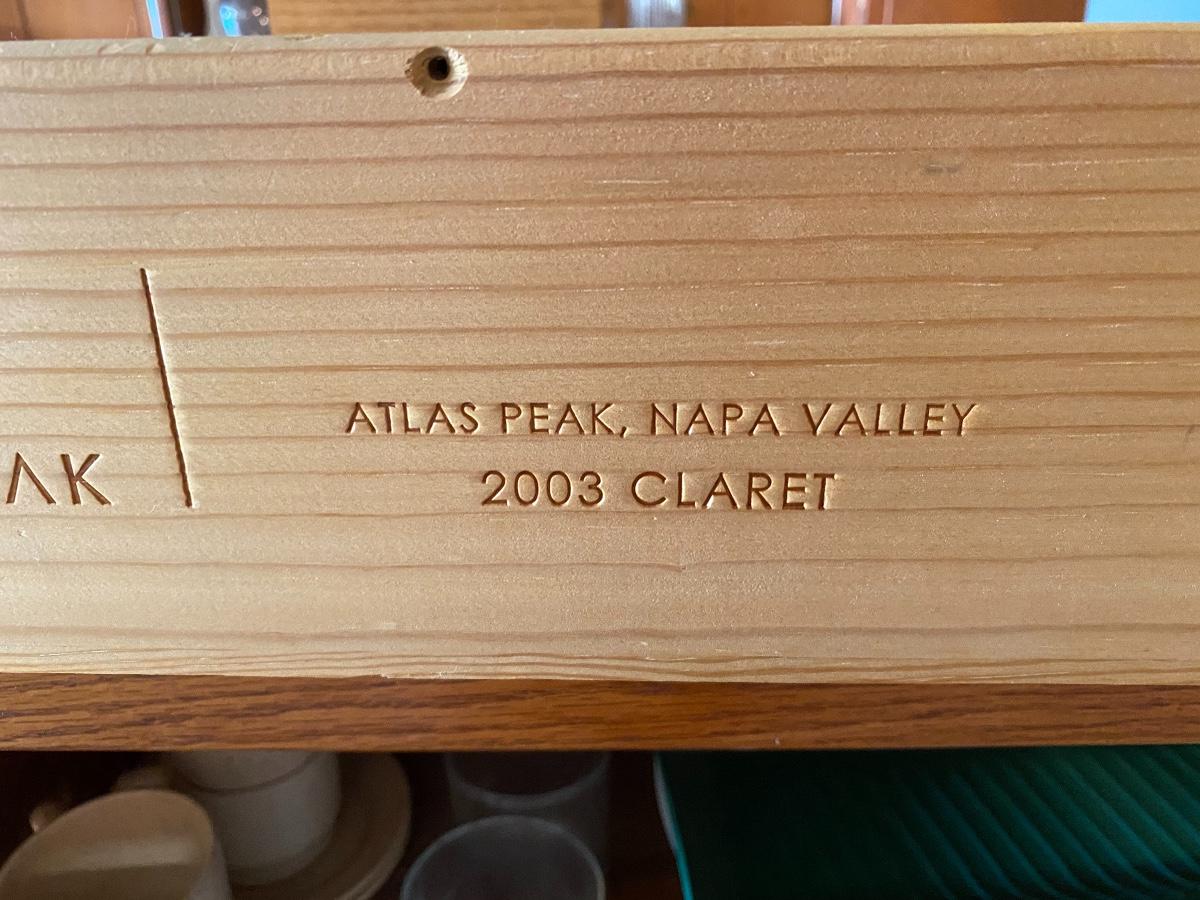 ATLAS PEAK, NAPA VALLEY
2003 CLARET